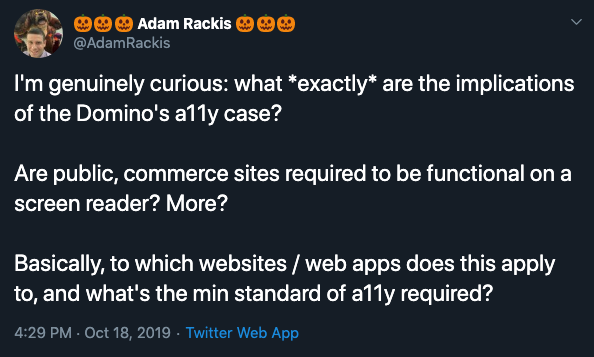 🎃🎃🎃 Adam Rackis 🎃🎃🎃
@AdamRackis
I'm genuinely curious: what *exactly* are the implications
of the Domino's a11y case?
Are public, commerce sites required to be functional on a
screen reader? More?
Basically, to which websites / web apps does this apply
to, and what's the min standard of a11y required?
4:29 PM · Oct 18, 2019 · Twitter Web App